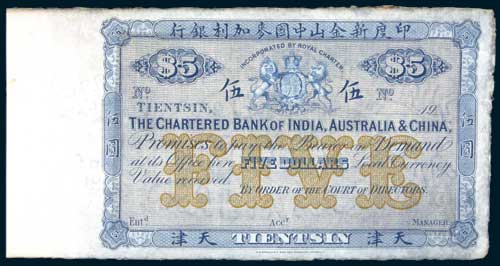 行銀利加麥國中山金新度印
INCORPORATED BY ROYAL CHARTER
$5 $5
伍 伍
No No
TIENTSIN, 19
THE CHARTERED BANK OF INDIA, AUSTRALIA & CHINA,
Promises to pay the Bearer on Demand
at its Office here FIVE DOLLARS Local Currency
Value received.
FIVE
BY ORDER OF THE COURT OF DIRECTORS.
伍圓 伍圓
Entd Acct MANAGER
津天 TIENTSIN 津天